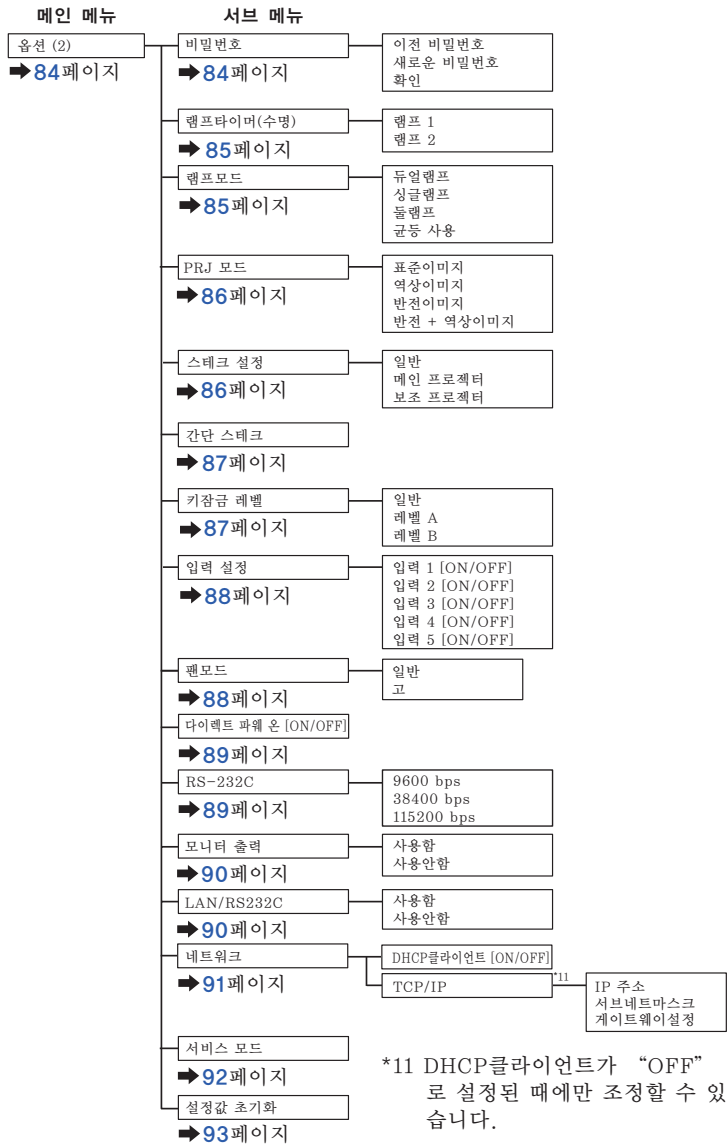 메인 메뉴
서브 메뉴
옵션 (2)
➡84페이지
비밀번호
➡84페이지
이전 비밀번호
새로운 비밀번호
확인
램프타이머(수명)
➡ 85페이지
램프 1
램프 2
램프모드
➡85페이지
듀얼램프
싱글램프
둘램프
균등 사용
PRJ 모드
➡86페이지
표준이미지
역상이미지
반전이미지
반전 + 역상이미지
스테크 설정
➡86페이지
일반
메인 프로젝터
보조 프로젝터
간단 스테크
➡87페이지
키잠금 레벨
➡87페이지
일반
레벨 A
레벨 B
입력 설정
➡88페이지
입력 1 [ON/OFF]
입력 2 [ON/OFF]
입력 3 [ON/OFF]
입력 4 [ON/OFF]
입력 5 [ON/OFF]
팬모드
➡88페이지
일반
고
다이렉트 파워 온 [ON/OFF]
➡89페이지
RS-232C
➡89페이지
9600 bps
38400 bps
115200 bps
모니터 출력
➡90페이지
사용함
사용안함
LAN/RS232C
➡90페이지
사용함
사용안함
네트워크
➡91페이지
DHCP클라이언트 [ON/OFF]
TCP/IP
*11
IP 주소
서브네트마스크
게이트웨이설정
서비스 모드
➡92페이지
설정값 초기화
➡93페이지
*11 DHCP클라이언트가 “OFF”
로 설정된 때에만 조정할 수 있
습니다.